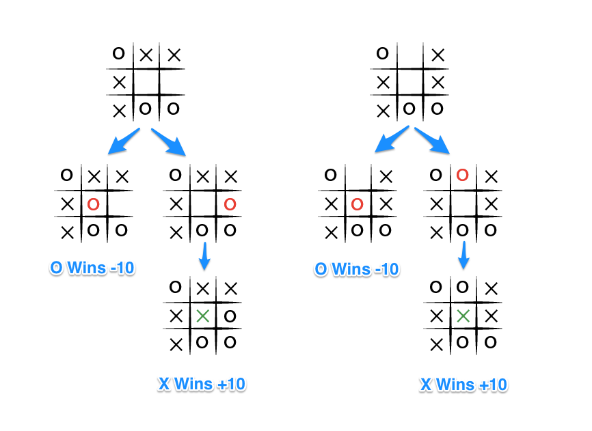 O X X
X
X O O
O X
X X
X O O
O X X
X O
X O O
O X X
X O
X O O
O X
X O X
X O O
O O X
X X
X O O
O Wins -10
O Wins -10
O X X
X X O
X O O
O O X
X X X
X O O
X Wins +10
X Wins +10